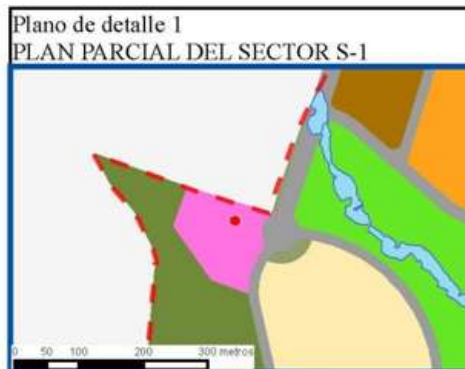 Plano de detalle 1
PLAN PARCIAL DEL SECTOR S-1
0 50 100 200 300 metros